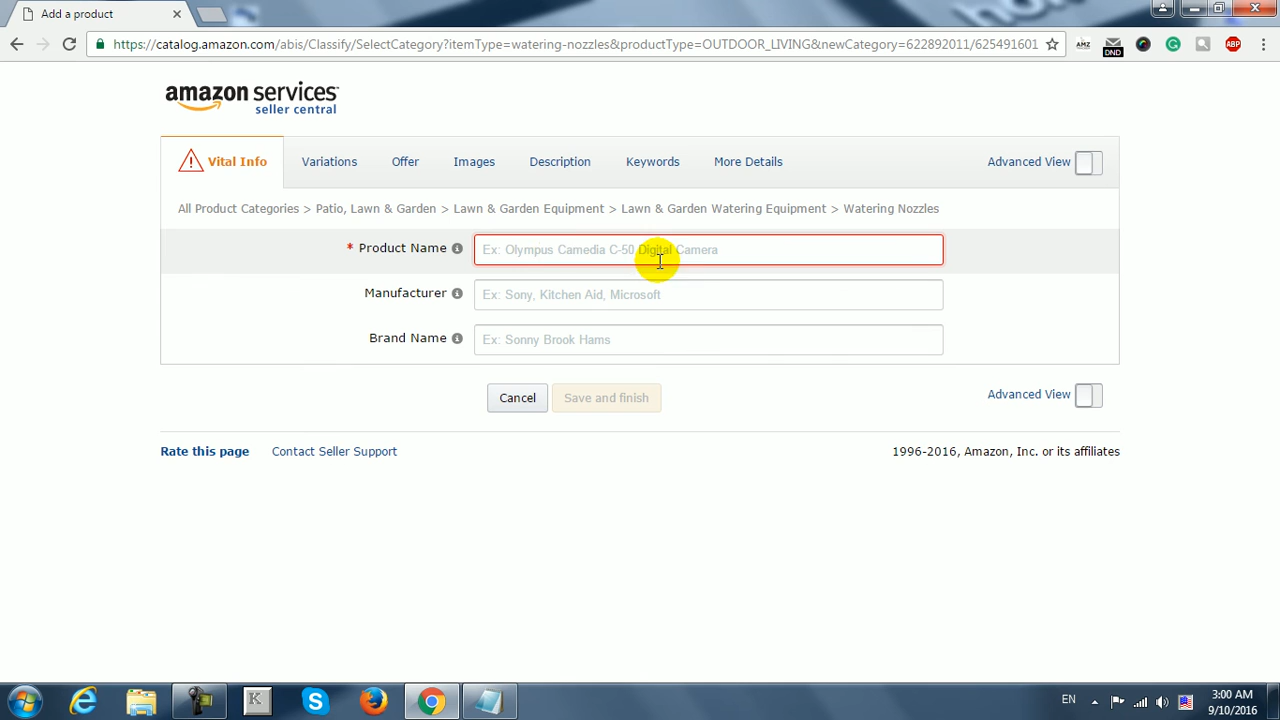 Add a product
https://catalog.amazon.com/abis/Classify/SelectCategory?itemType=watering-nozzles&productType=OUTDOOR_LIVING&newCategory=622892011/625491601
AMZ
DND
ABP
amazon services
seller central
Vital Info
Variations
Offer
Images
Description
Keywords
More Details
Advanced View
All Product Categories > Patio, Lawn & Garden > Lawn & Garden Equipment > Lawn & Garden Watering Equipment > Watering Nozzles
* Product Name
Ex: Olympus Camedia C-50 Digital Camera
Manufacturer
Ex: Sony, Kitchen Aid, Microsoft
Brand Name
Ex: Sonny Brook Hams
Cancel
Save and finish
Advanced View
Rate this page
Contact Seller Support
1996-2016, Amazon, Inc. or its affiliates
K
EN
3:00 AM
9/10/2016